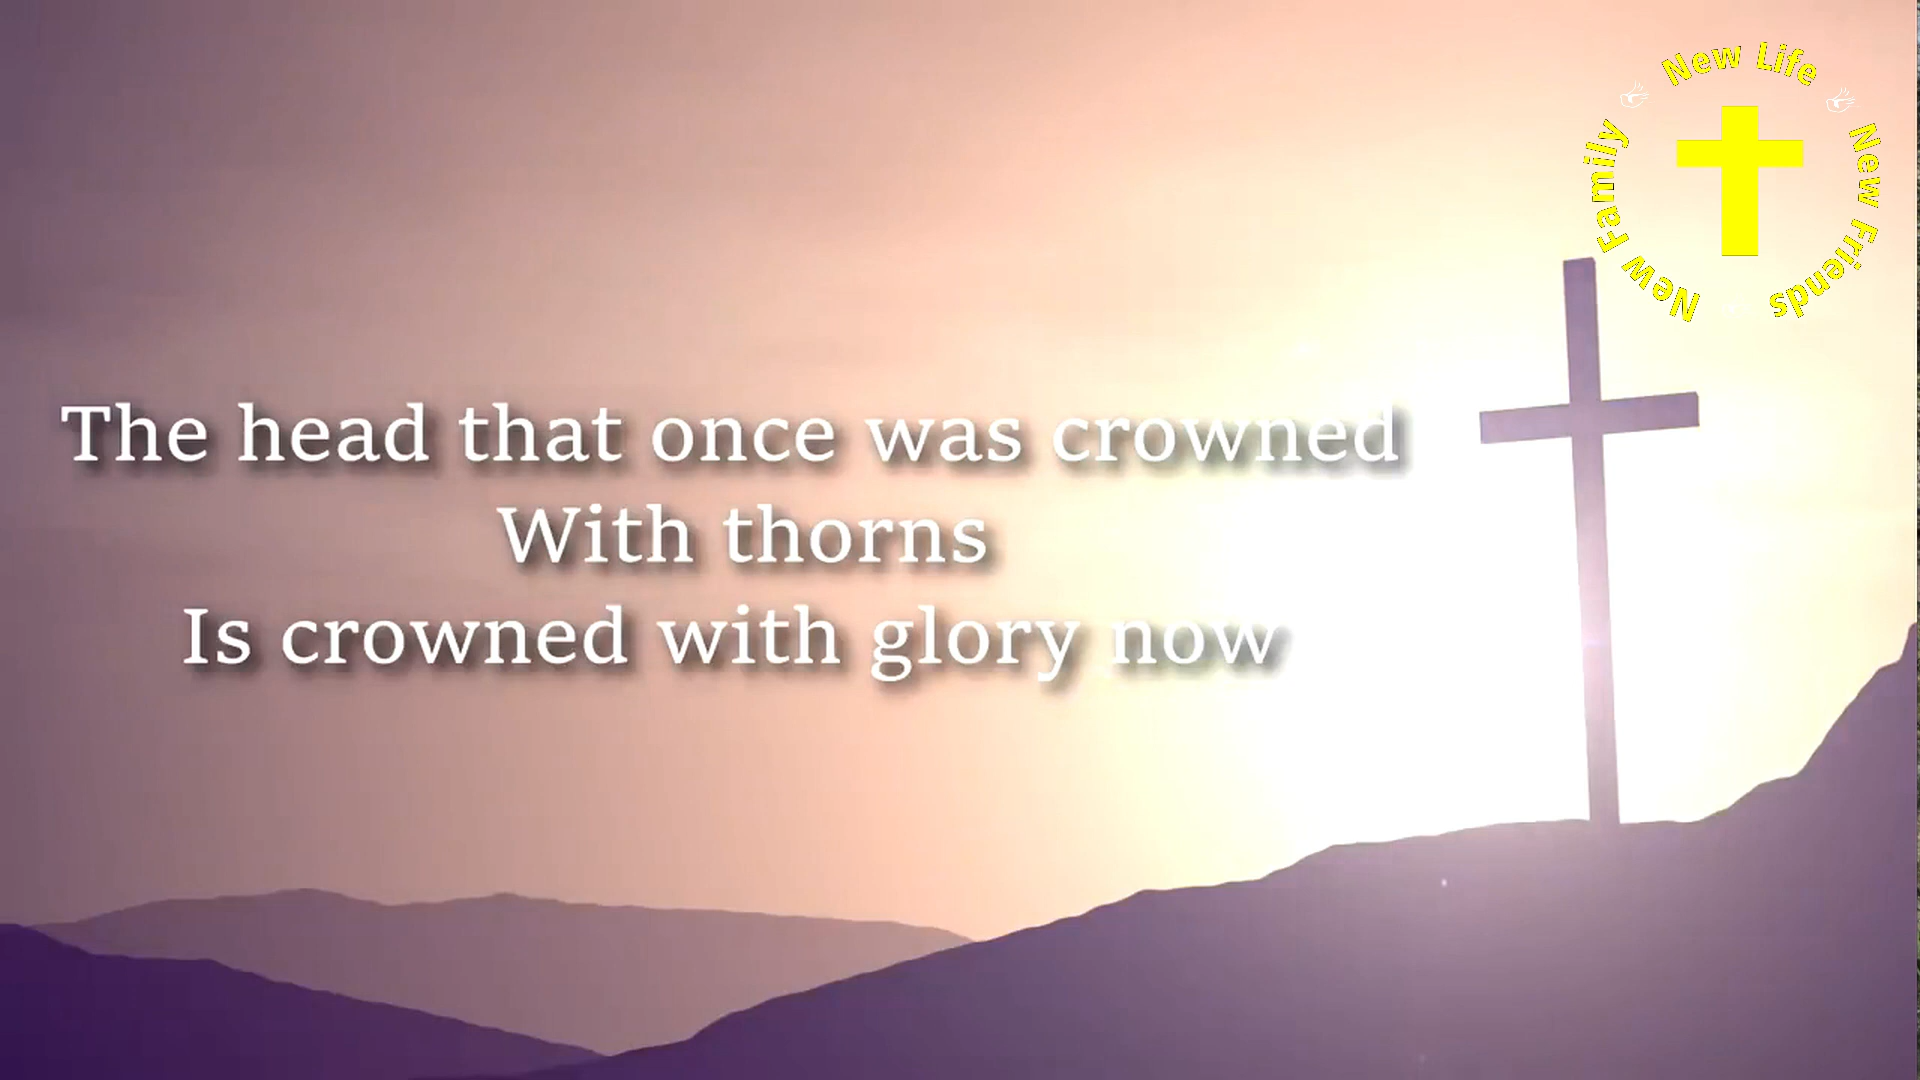 The head that once was crowned
With thorns
Is crowned with glory now
New Life
New Friends
New Family